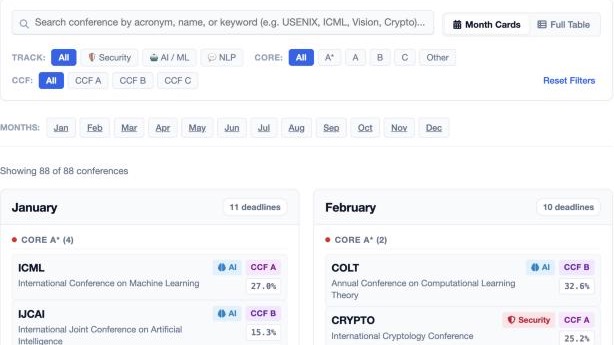 Search conference by acronym, name, or keyword (e.g. USENIX, ICML, Vision, Crypto)...
Month Cards
Full Table
TRACK: All Security AI / ML NLP CORE: All A* A B C Other
CCF: All CCF A CCF B CCF C
Reset Filters
MONTHS: Jan Feb Mar Apr May Jun Jul Aug Sep Oct Nov Dec
Showing 88 of 88 conferences
January 11 deadlines
CORE A* (4)
ICML AI CCF A
International Conference on Machine Learning 27.0%
IJCAI AI CCF B
International Joint Conference on Artificial
Intelligence
15.3%
February 10 deadlines
CORE A* (2)
COLT AI CCF B
Annual Conference on Computational Learning
Theory
32.6%
CRYPTO Security CCF A
International Cryptology Conference 25.2%